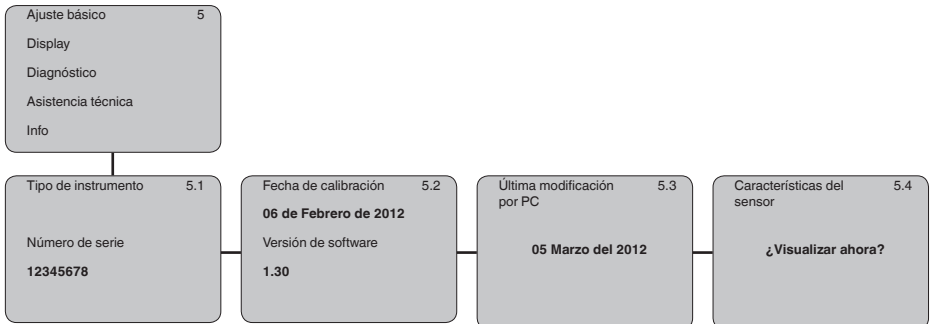 Ajuste básico 5
Display
Diagnóstico
Asistencia técnica
Info
Tipo de instrumento 5.1
Número de serie
12345678
Fecha de calibración 5.2
06 de Febrero de 2012
Versión de software
1.30
Última modificación 5.3
por PC
05 Marzo del 2012
Características del 5.4
sensor
¿Visualizar ahora?